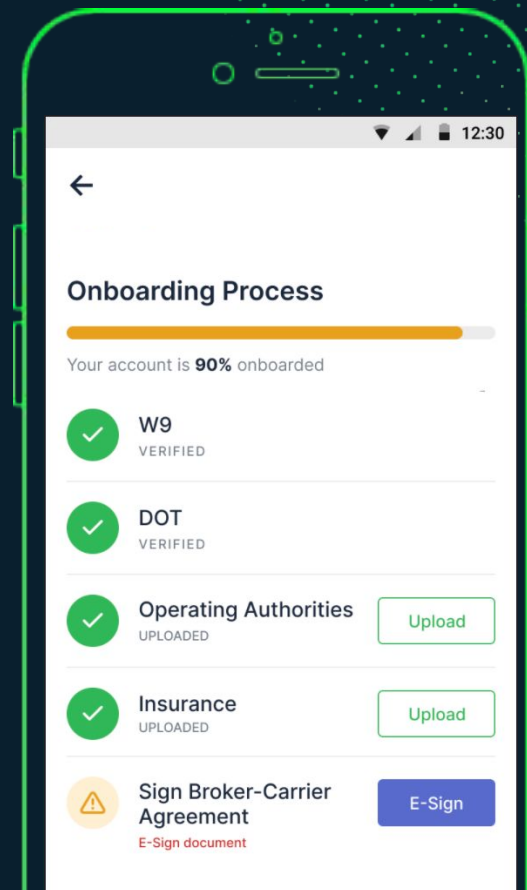 12:30
Onboarding Process
Your account is 90% onboarded
W9
VERIFIED
DOT
VERIFIED
Operating Authorities
UPLOADED
Upload
Insurance
UPLOADED
Upload
Sign Broker-Carrier
Agreement
E-Sign document
E-Sign